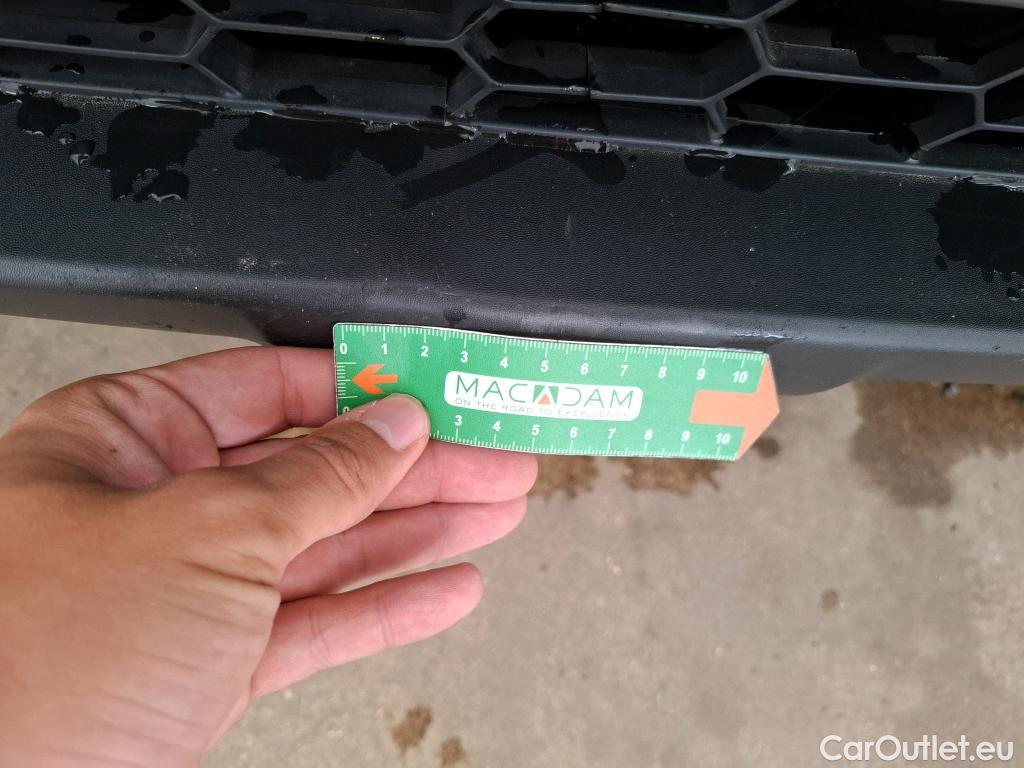 0 1 2 3 4 5 6 7 8 9 10
MACADAM
ON THE ROAD TO EXCELLENCE
0 3 4 5 6 7 8 9 10
CarOutlet.eu